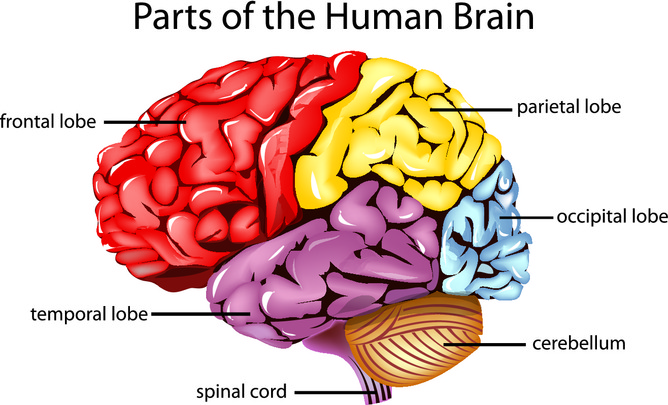 Parts of the Human Brain
frontal lobe
parietal lobe
occipital lobe
temporal lobe
cerebellum
spinal cord